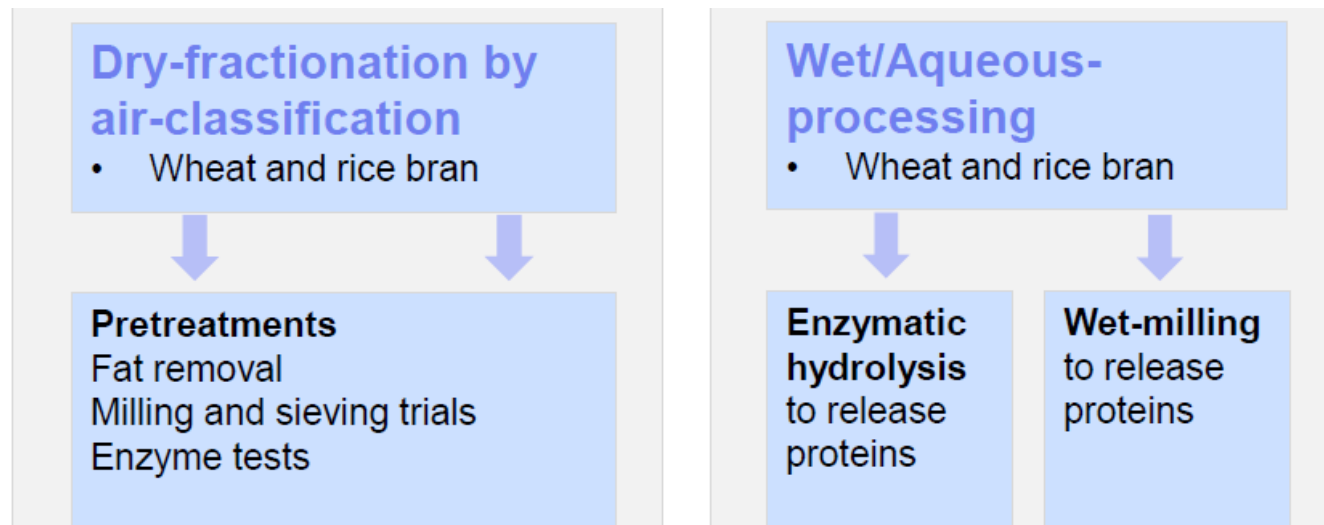 Dry-fractionation by
air-classification
• Wheat and rice bran
Pretreatments
Fat removal
Milling and sieving trials
Enzyme tests
Wet/Aqueous-
processing
• Wheat and rice bran
Enzymatic
hydrolysis
to release
proteins
Wet-milling
to release
proteins